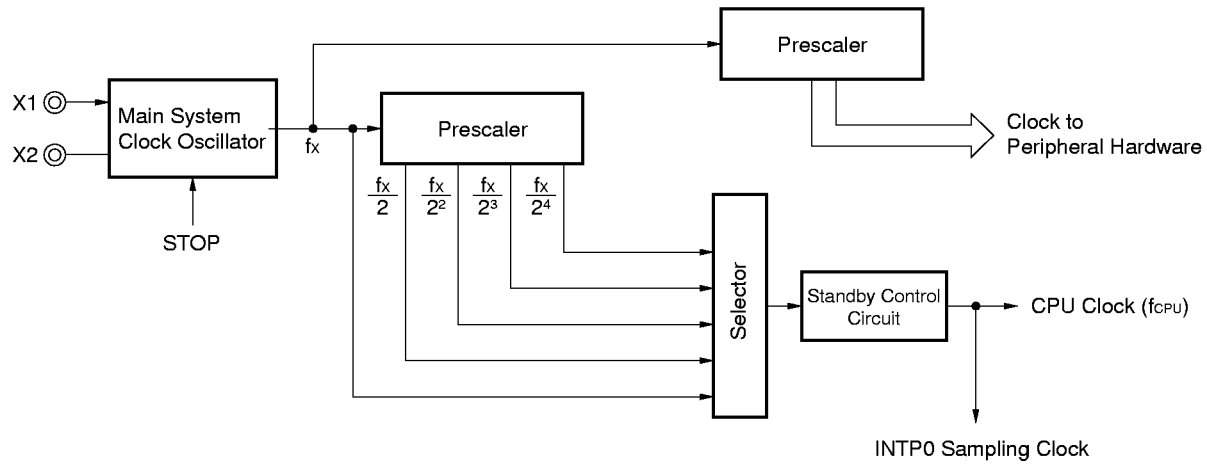 Prescaler
X1
Main System
Clock Oscillator
X2
fX
Prescaler
Clock to
Peripheral Hardware
fX
2
fX
2²
fX
2³
fX
2⁴
STOP
Selector
Standby Control
Circuit
CPU Clock (fCPU)
INTP0 Sampling Clock